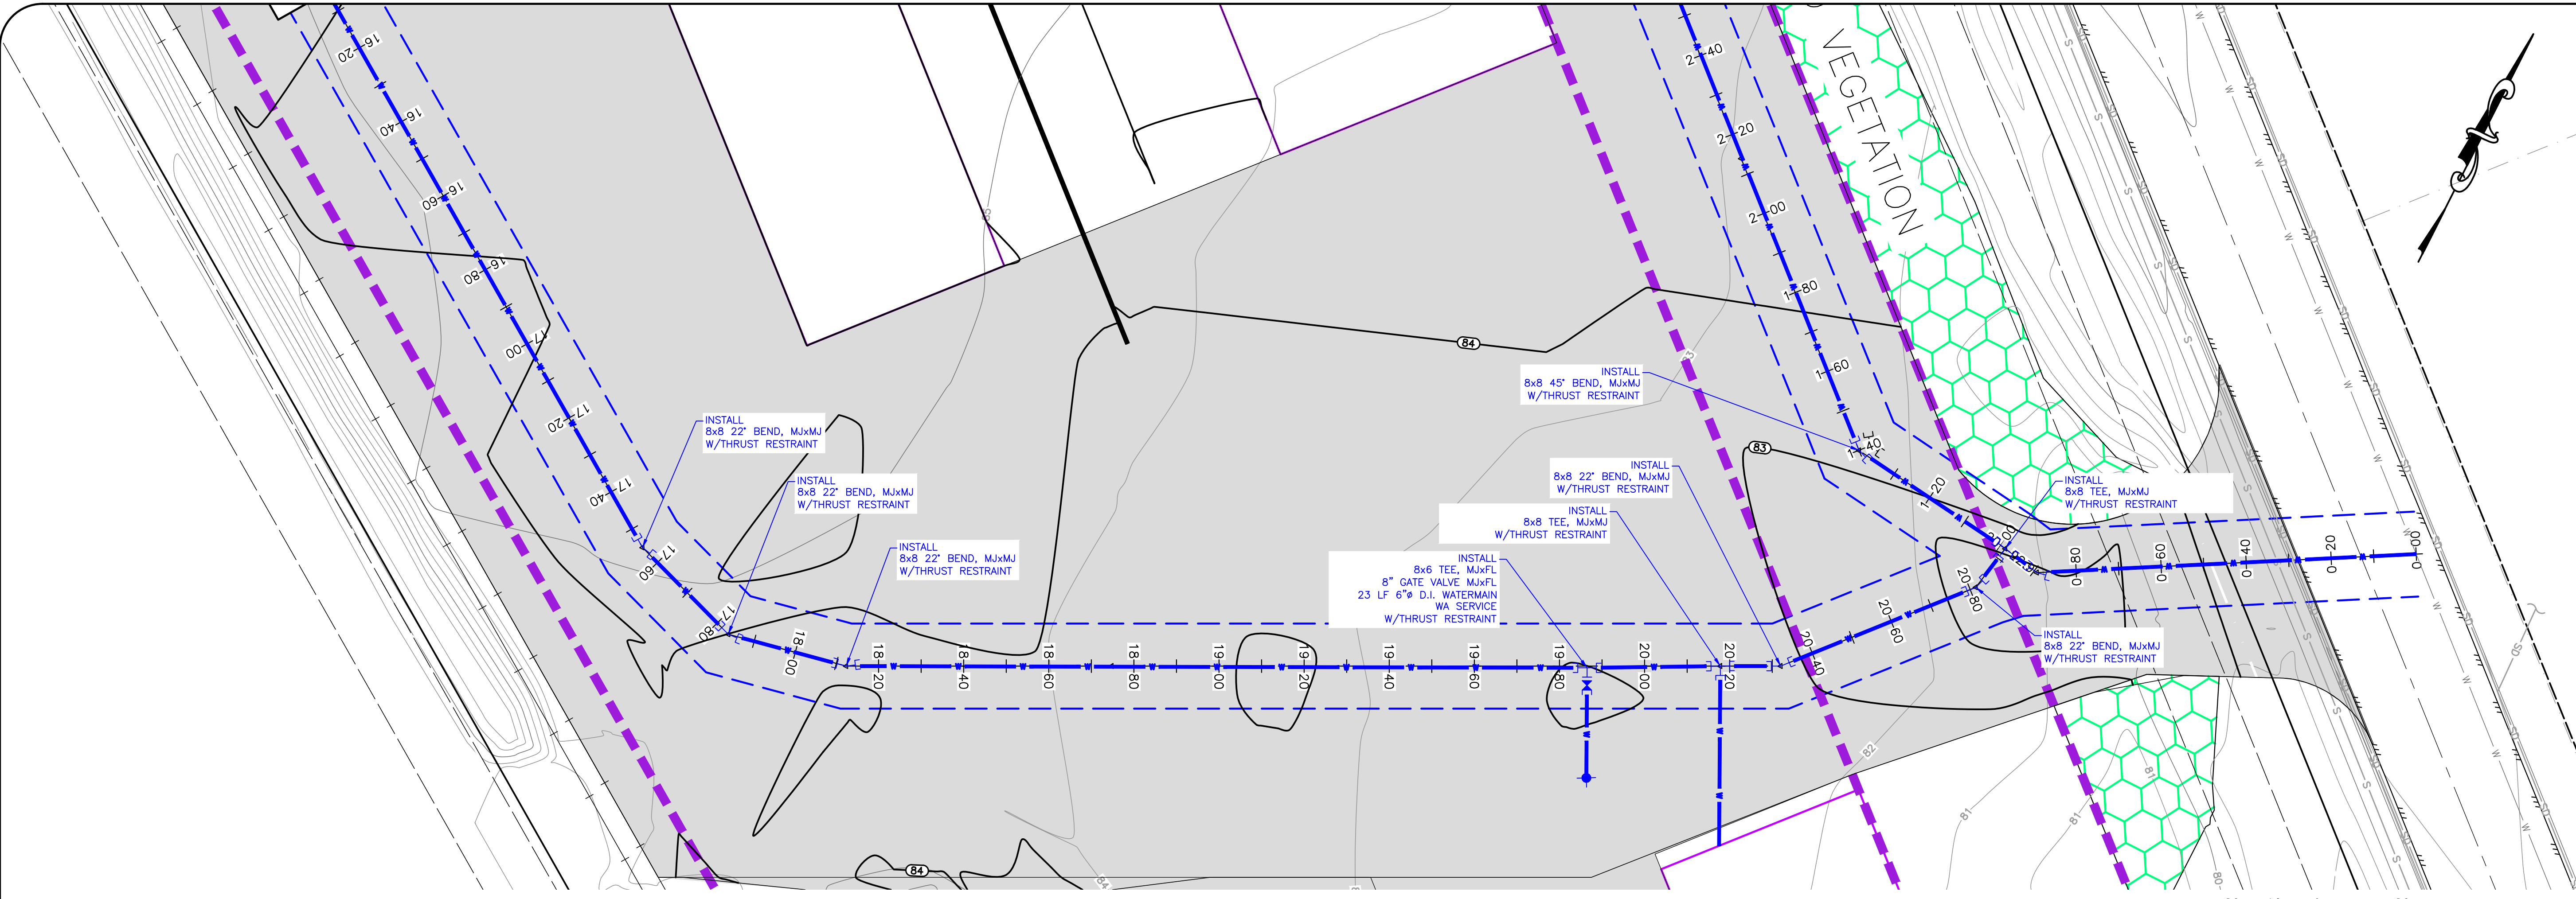 16+20
16+40
16+60
16+80
17+00
17+20
17+40
17+60
17+80
18+00
18+20
18+40
18+60
18+80
19+00
19+20
19+40
19+60
19+80
20+00
20+20
20+40
20+60
20+80
2+40
2+20
2+00
1+80
1+60
1+40
1+20
0+80
0+60
0+40
0+20
0+00
VEGETATION
INSTALL
8x8 22° BEND, MJxMJ
W/THRUST RESTRAINT
INSTALL
8x8 22° BEND, MJxMJ
W/THRUST RESTRAINT
INSTALL
8x8 22° BEND, MJxMJ
W/THRUST RESTRAINT
INSTALL
8x8 45° BEND, MJxMJ
W/THRUST RESTRAINT
INSTALL
8x8 22° BEND, MJxMJ
W/THRUST RESTRAINT
INSTALL
8x8 TEE, MJxMJ
W/THRUST RESTRAINT
INSTALL
8x6 TEE, MJxFL
8" GATE VALVE MJxFL
23 LF 6"ø D.I. WATERMAIN
WA SERVICE
W/THRUST RESTRAINT
INSTALL
8x8 TEE, MJxMJ
W/THRUST RESTRAINT
INSTALL
8x8 22° BEND, MJxMJ
W/THRUST RESTRAINT
84
83
84
85
83
82
81
81
81
80
84